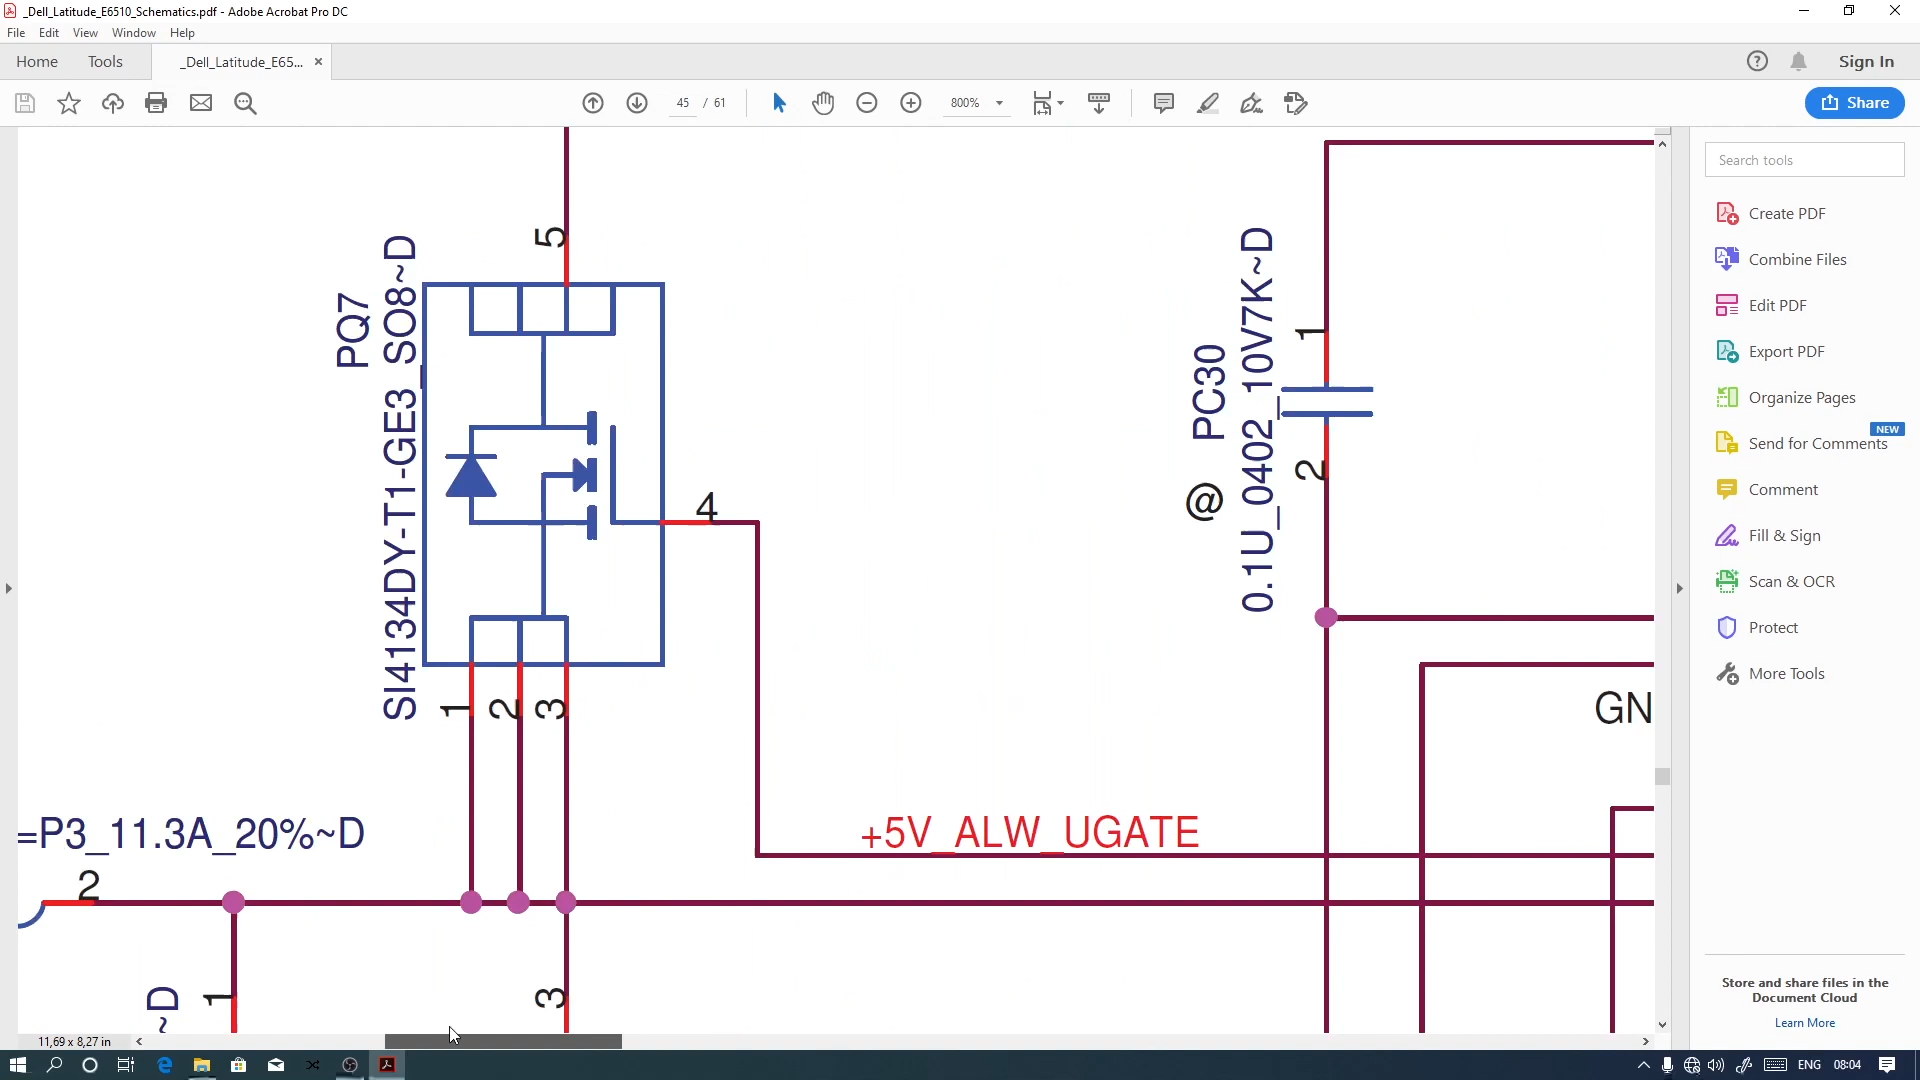 _Dell_Latitude_E6510_Schematics.pdf - Adobe Acrobat Pro DC
File Edit View Window Help
Home Tools _Dell_Latitude_E65... × Sign In
45 / 61 800% Share
Search tools
Create PDF
Combine Files
Edit PDF
Export PDF
Organize Pages
NEW
Send for Comments
Comment
Fill & Sign
Scan & OCR
Protect
More Tools
Store and share files in the
Document Cloud
Learn More
5
PQ7
SI4134DY-T1-GE3_SO8~D
4
1 2 3
PC30
0.1U_0402_10V7K~D
1
2
@
GN
=P3_11.3A_20%~D
+5V_ALW_UGATE
2
~D
1
3
11,69 x 8,27 in
ENG 08:04